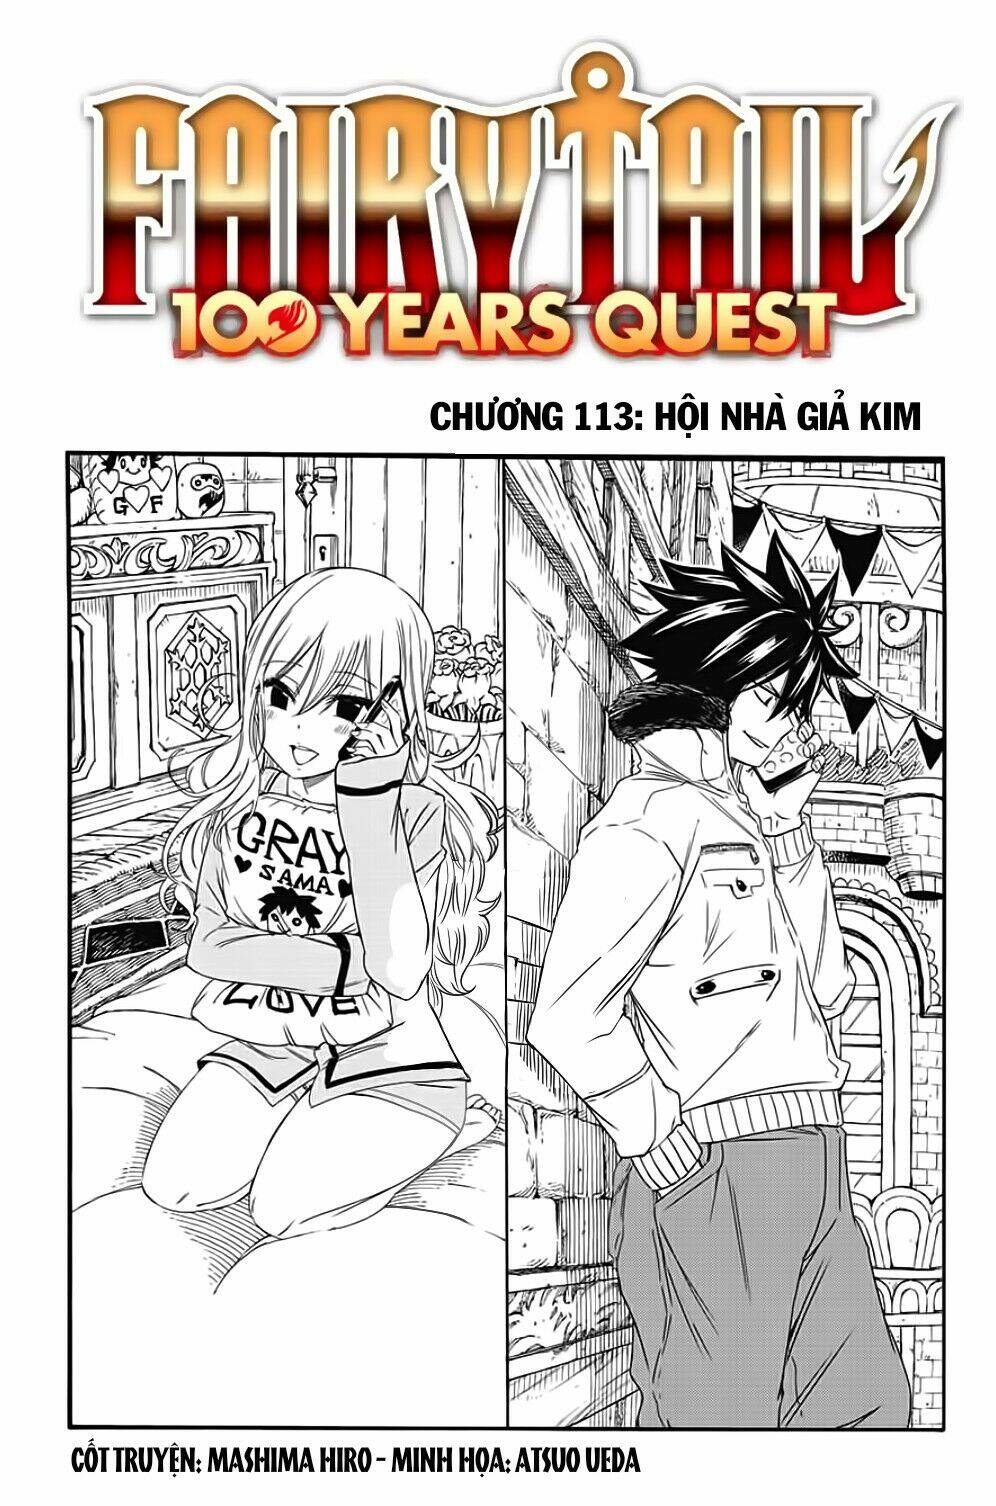 FAIRY TAIL
100 YEARS QUEST
CHƯƠNG 113: HỘI NHÀ GIẢ KIM
G F
GRAY
SAMA
LOVE
CỐT TRUYỆN: MASHIMA HIRO - MINH HỌA: ATSUO UEDA